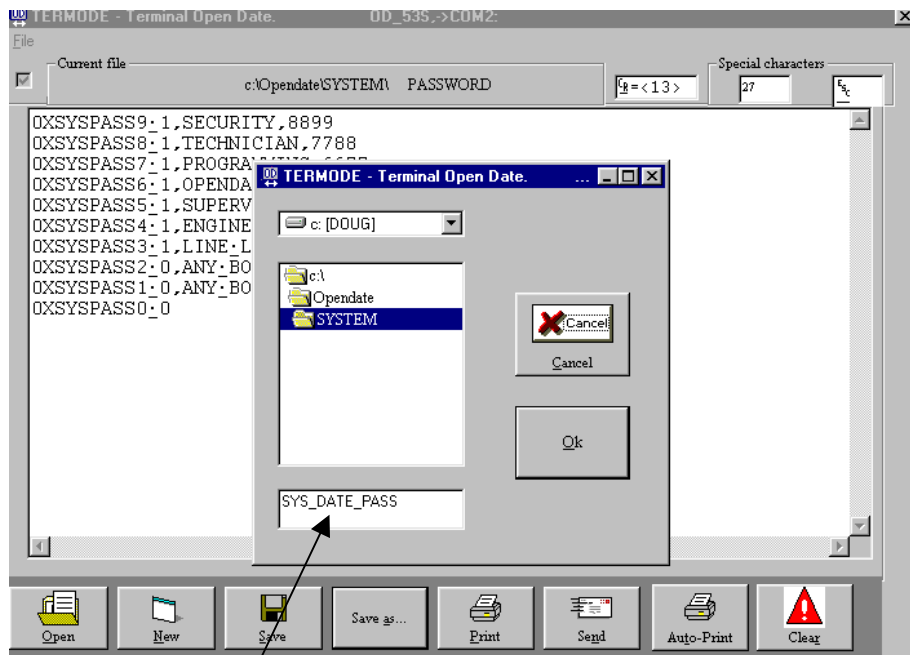 TERMODE - Terminal Open Date. OD_53S,->COM2:
File
Current file
c:\Opendate\SYSTEM\ PASSWORD
CR=<13>
Special characters
27
ESC
0XSYSPASS9·1,SECURITY,8899
0XSYSPASS8·1,TECHNICIAN,7788
0XSYSPASS7·1,PROGRA
0XSYSPASS6·1,OPENDA
0XSYSPASS5·1,SUPERV
0XSYSPASS4·1,ENGINE
0XSYSPASS3·1,LINE·L
0XSYSPASS2·0,ANY·BO
0XSYSPASS1·0,ANY·BO
0XSYSPASS0·0
TERMODE - Terminal Open Date. ...
c: [DOUG]
c:\
Opendate
SYSTEM
Cancel
Cancel
Ok
SYS_DATE_PASS
Open New Save Save as... Print Send Auto-Print Clear